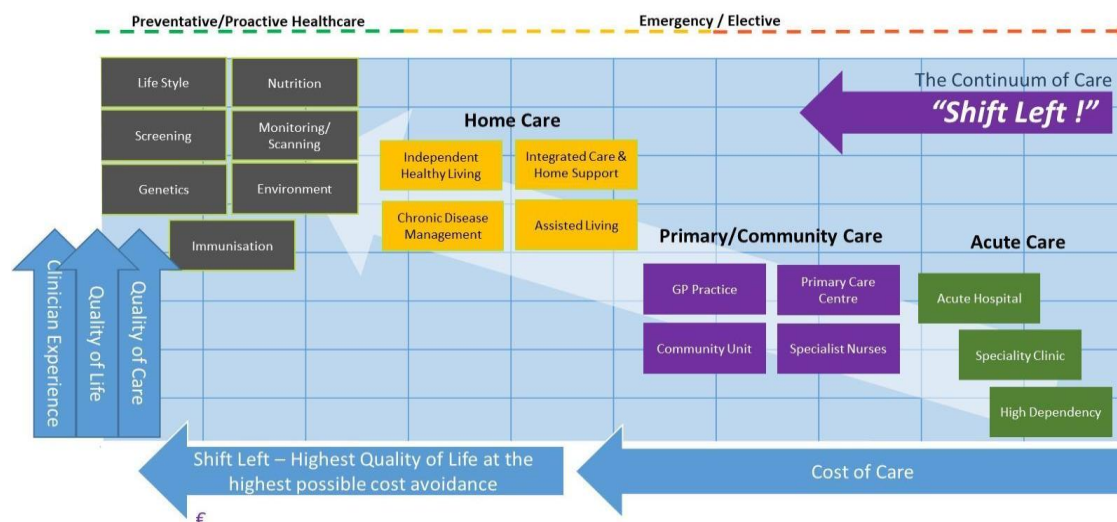 Preventative/Proactive Healthcare
Emergency / Elective
The Continuum of Care
“Shift Left !”
Life Style
Nutrition
Screening
Monitoring/
Scanning
Genetics
Environment
Immunisation
Home Care
Independent
Healthy Living
Integrated Care &
Home Support
Chronic Disease
Management
Assisted Living
Primary/Community Care
GP Practice
Primary Care
Centre
Community Unit
Specialist Nurses
Acute Care
Acute Hospital
Speciality Clinic
High Dependency
Clinician Experience
Quality of Life
Quality of Care
Shift Left – Highest Quality of Life at the
highest possible cost avoidance
Cost of Care
€